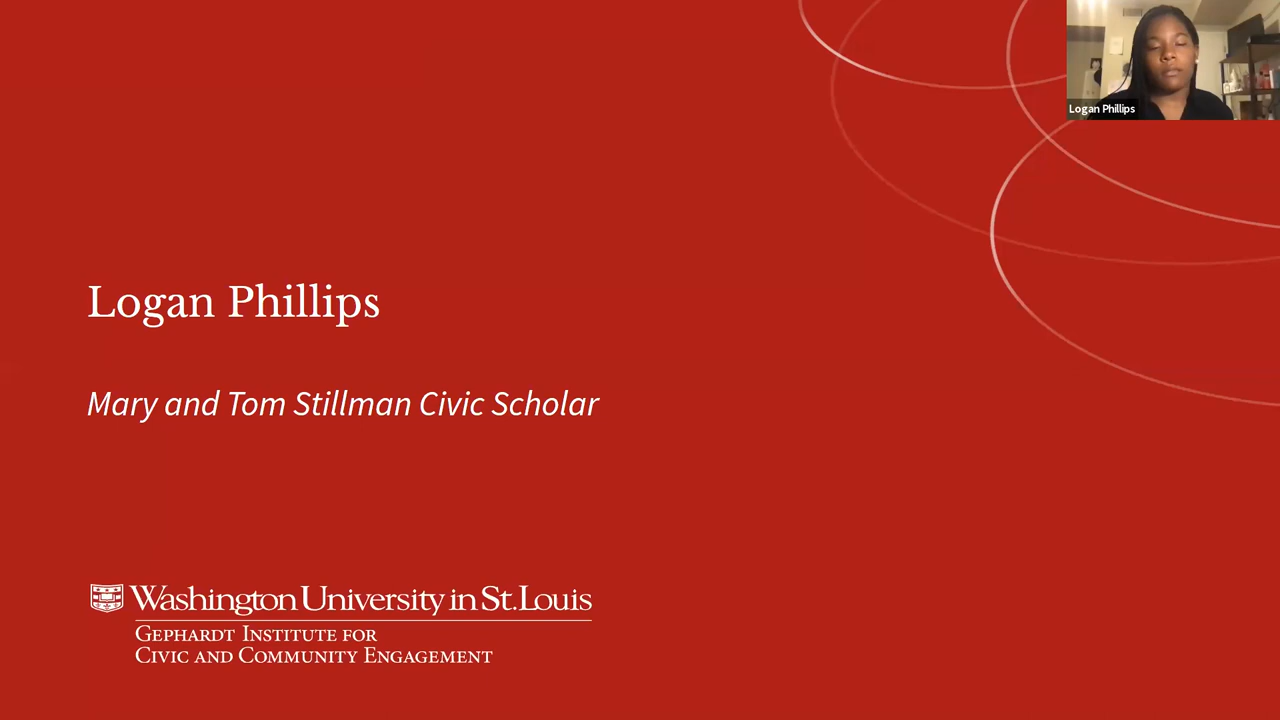 Logan Phillips
Logan Phillips
Mary and Tom Stillman Civic Scholar
Washington University in St. Louis
Gephardt Institute for
Civic and Community Engagement